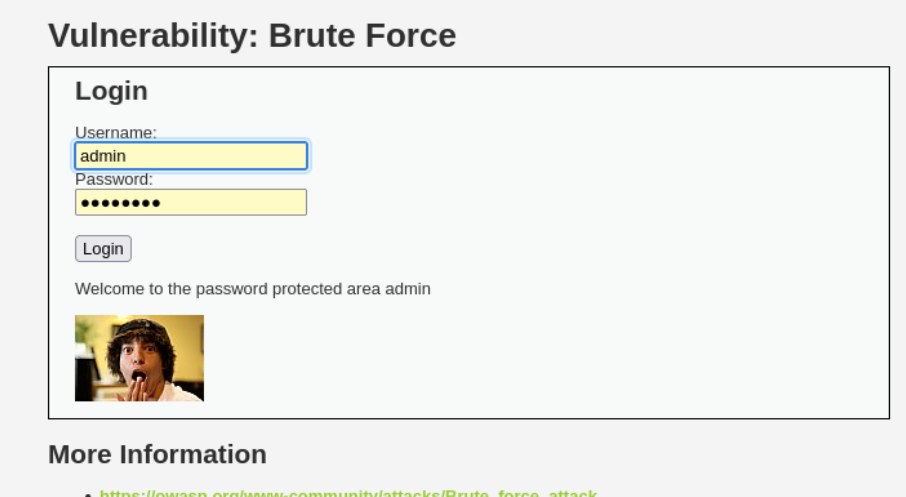 Vulnerability: Brute Force
Login
Username:
admin
Password:
••••••••
Login
Welcome to the password protected area admin
More Information
• https://owasp.org/www-community/attacks/Brute_force_attack